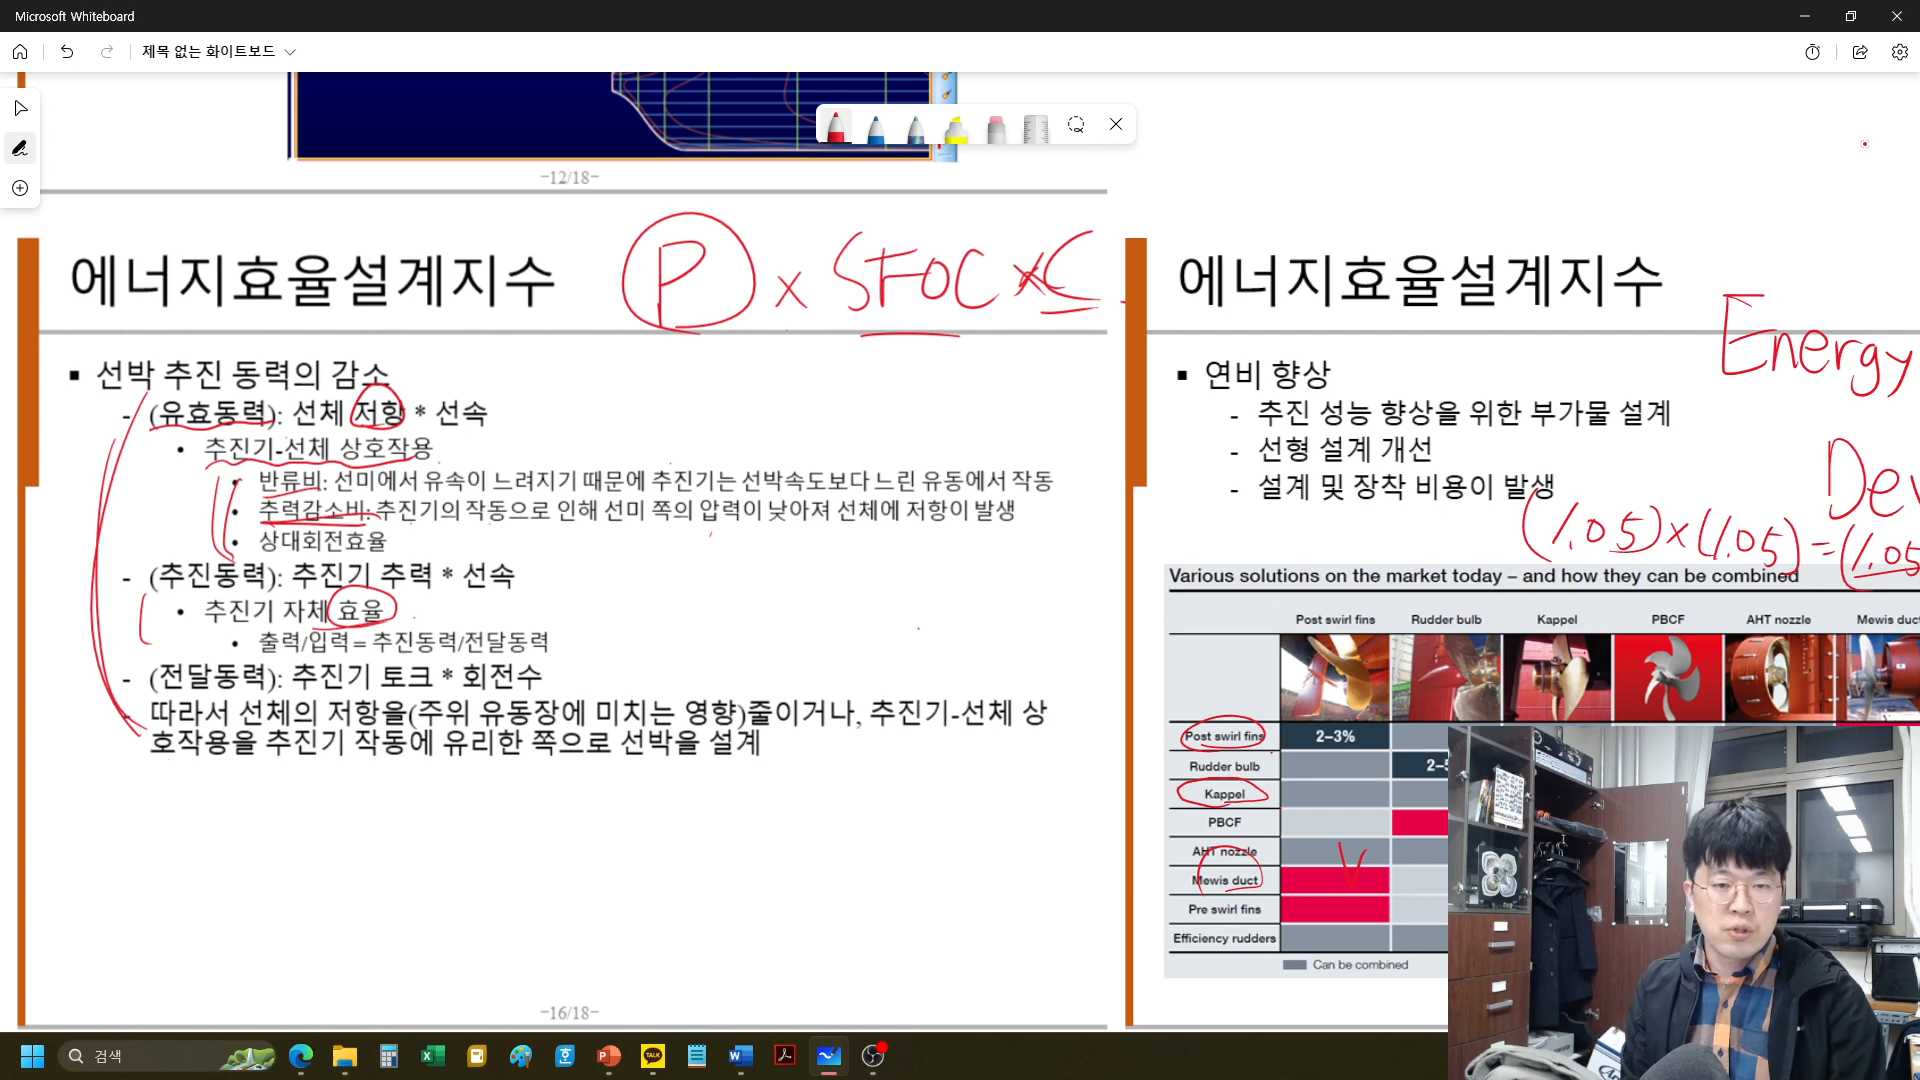 Microsoft Whiteboard
제목 없는 화이트보드
-12/18-
에너지효율설계지수
P x SFOC x C
▪ 선박 추진 동력의 감소
- (유효동력): 선체 저항 * 선속
• 추진기-선체 상호작용
• 반류비: 선미에서 유속이 느려지기 때문에 추진기는 선박속도보다 느린 유동에서 작동
• 추력감소비: 추진기의 작동으로 인해 선미 쪽의 압력이 낮아져 선체에 저항이 발생
• 상대회전효율
- (추진동력): 추진기 추력 * 선속
• 추진기 자체 효율
• 출력/입력 = 추진동력/전달동력
- (전달동력): 추진기 토크 * 회전수
- 따라서 선체의 저항을(주위 유동장에 미치는 영향)줄이거나, 추진기-선체 상
호작용을 추진기 작동에 유리한 쪽으로 선박을 설계
-16/18-
에너지효율설계지수
Energy
▪ 연비 향상
- 추진 성능 향상을 위한 부가물 설계
- 선형 설계 개선
- 설계 및 장착 비용이 발생
Dev
(1.05) x (1.05) = (1.05
Various solutions on the market today – and how they can be combined
Post swirl fins Rudder bulb Kappel PBCF AHT nozzle Mewis duct
Post swirl fins 2–3%
Rudder bulb 2–5
Kappel
PBCF
AHT nozzle
Mewis duct
V
Pre swirl fins
Efficiency rudders
Can be combined
검색
TALK